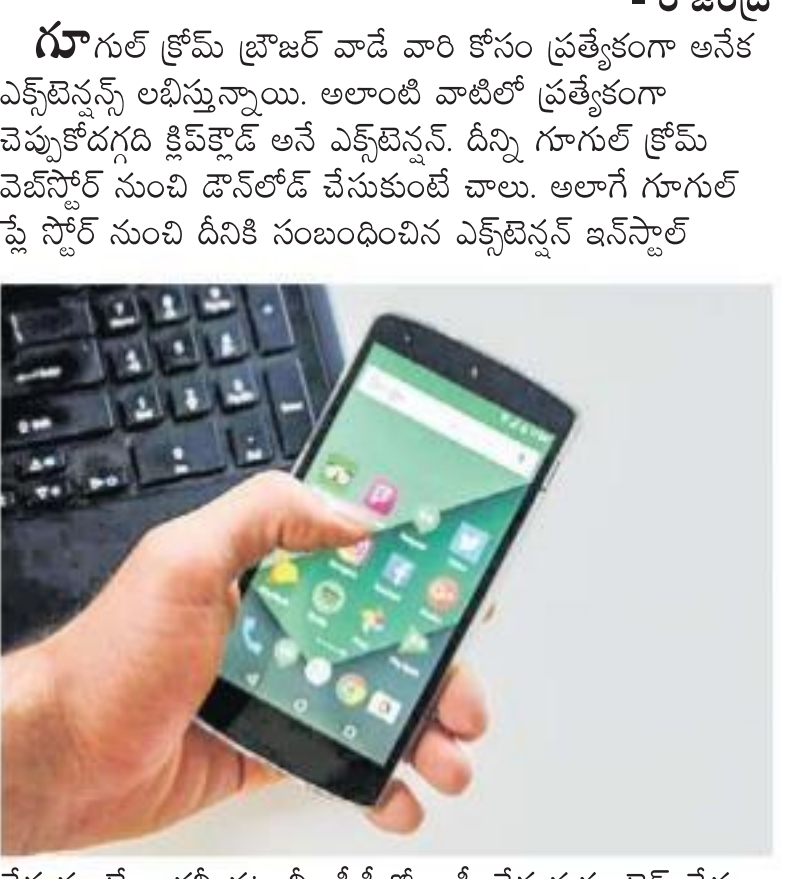 గూగుల్ క్రోమ్ బ్రౌజర్ వాడే వారి కోసం ప్రత్యేకంగా అనేక
ఎక్స్‌టెన్షన్స్ లభిస్తున్నాయి. అలాంటి వాటిలో ప్రత్యేకంగా
చెప్పుకోదగ్గది క్లిప్‌క్లౌడ్ అనే ఎక్స్‌టెన్షన్. దీన్ని గూగుల్ క్రోమ్
వెబ్‌స్టోర్ నుంచి డౌన్‌లోడ్ చేసుకుంటే చాలు. అలాగే గూగుల్
ప్లే స్టోర్ నుంచి దీనికి సంబంధించిన ఎక్స్‌టెన్షన్ ఇన్‌స్టాల్